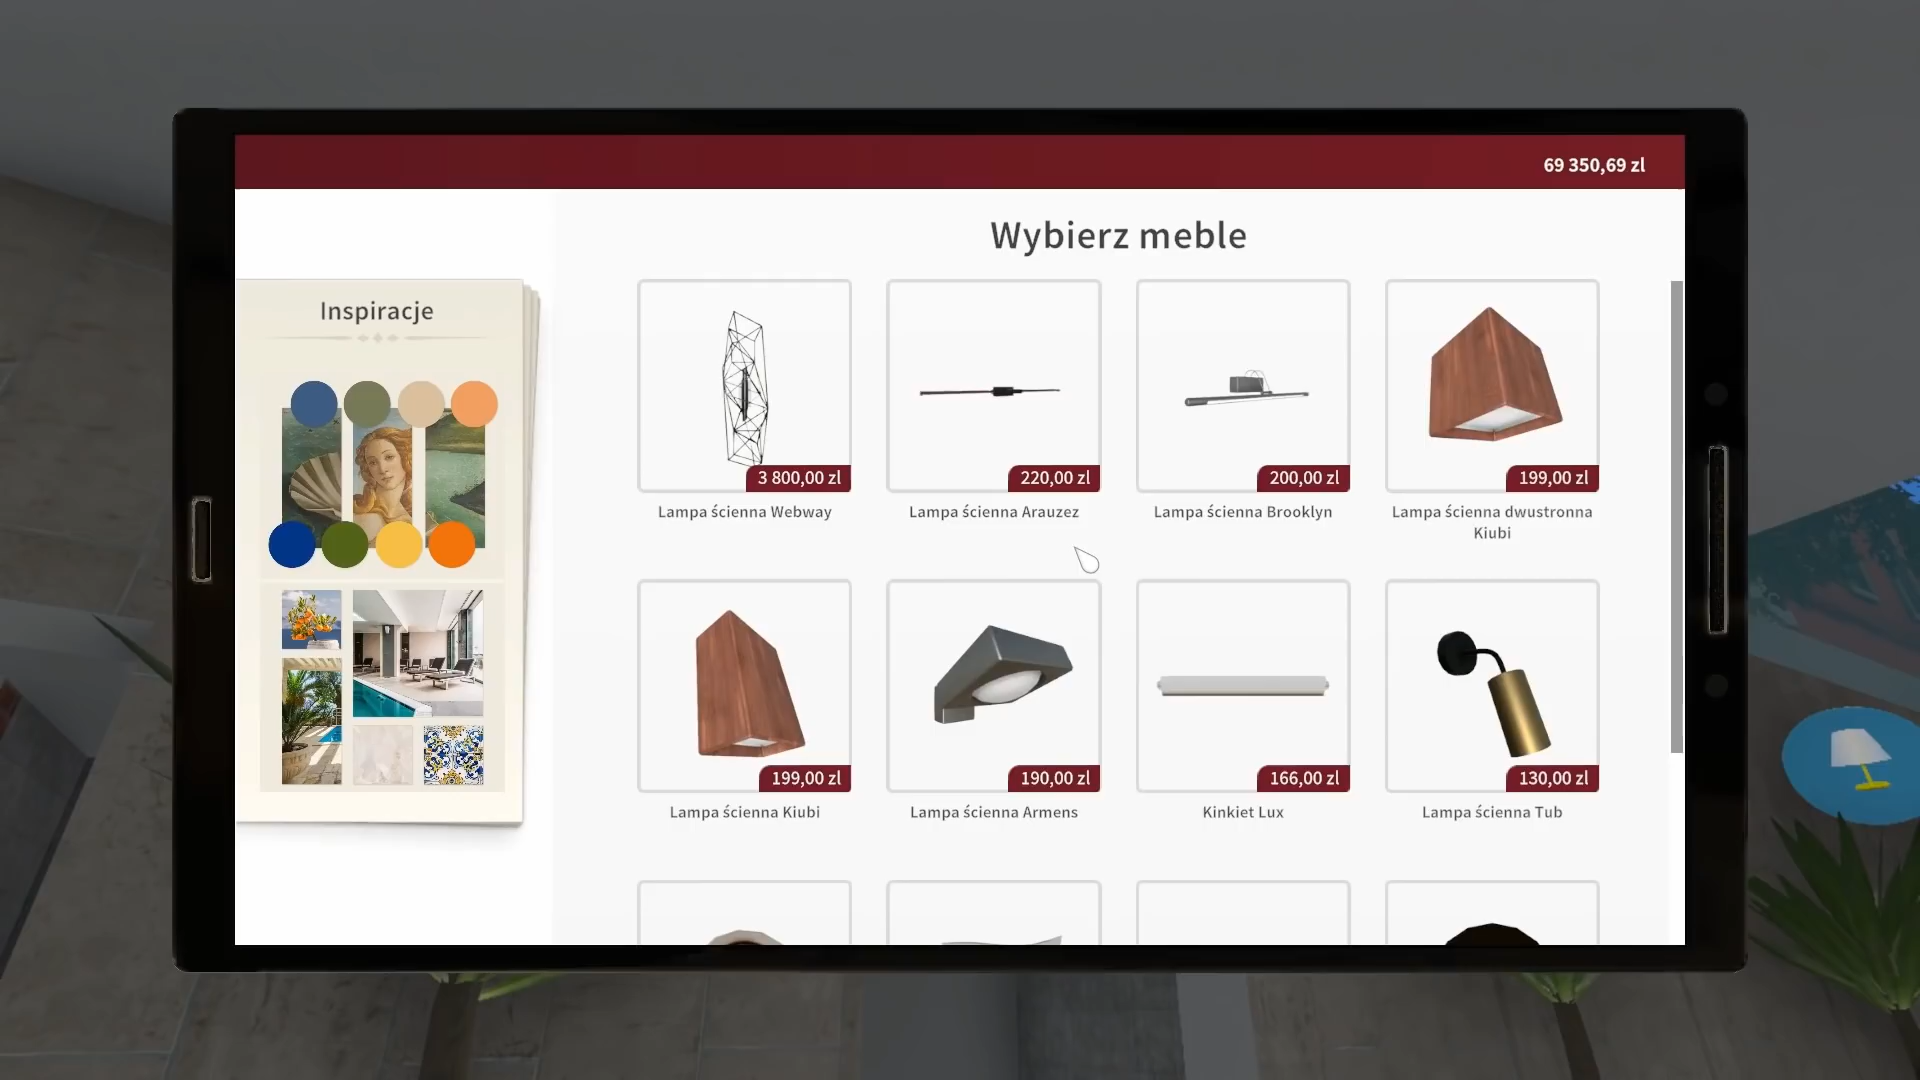 69 350,69 zl
Wybierz meble
Inspiracje
3 800,00 zl
220,00 zl
200,00 zl
199,00 zl
Lampa ścienna Webway
Lampa ścienna Arauzez
Lampa ścienna Brooklyn
Lampa ścienna dwustronna
Kiubi
199,00 zl
190,00 zl
166,00 zl
130,00 zl
Lampa ścienna Kiubi
Lampa ścienna Armens
Kinkiet Lux
Lampa ścienna Tub